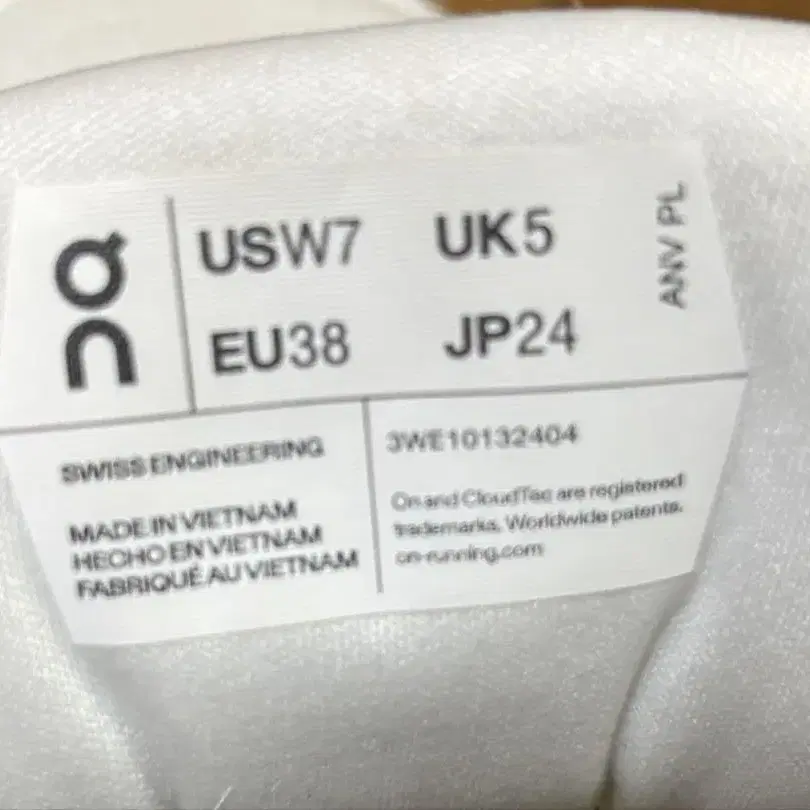 on
USW7 UK5
EU38 JP24
ANV PL
SWISS ENGINEERING
MADE IN VIETNAM
HECHO EN VIETNAM
FABRIQUÉ AU VIETNAM
3WE10132404
On and CloudTec are registered
trademarks. Worldwide patents.
on-running.com